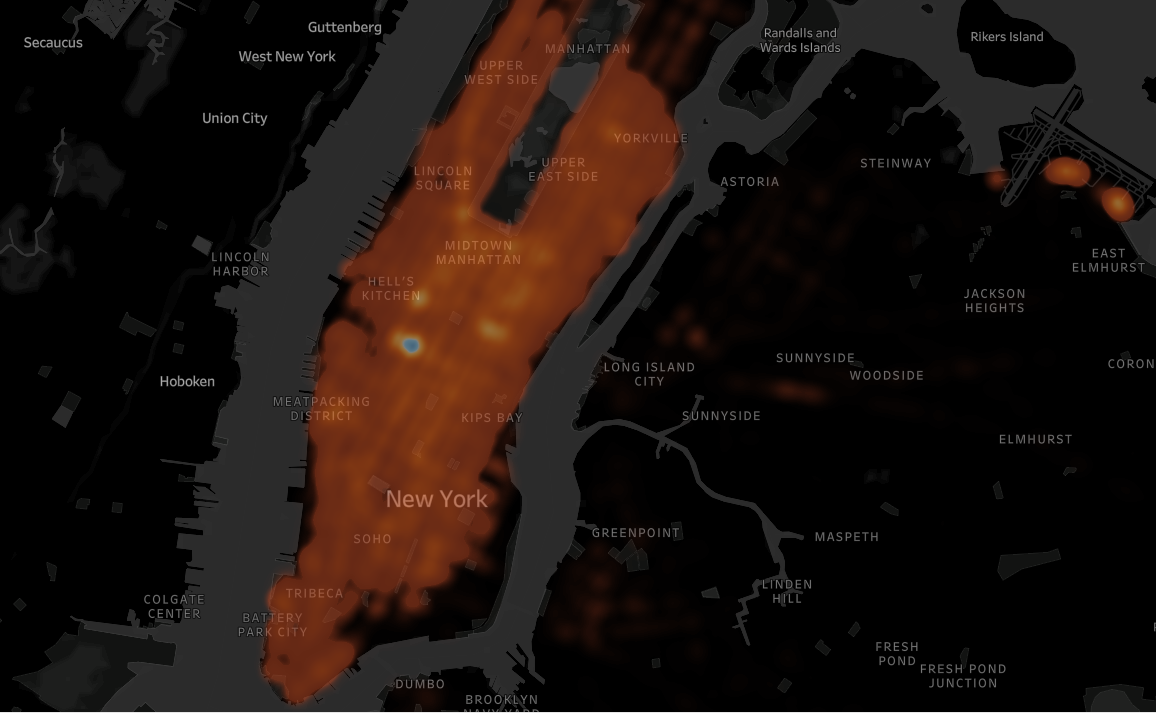 Guttenberg
Secaucus
West New York
Union City
MANHATTAN
UPPER
WEST SIDE
Randalls and
Wards Islands
Rikers Island
YORKVILLE
LINCOLN
SQUARE
UPPER
EAST SIDE
ASTORIA
STEINWAY
LINCOLN
HARBOR
MIDTOWN
MANHATTAN
HELL'S
KITCHEN
EAST
ELMHURST
JACKSON
HEIGHTS
Hoboken
LONG ISLAND
CITY
SUNNYSIDE
WOODSIDE
CORON
MEATPACKING
DISTRICT
KIPS BAY
SUNNYSIDE
ELMHURST
New York
SOHO
GREENPOINT
MASPETH
TRIBECA
COLGATE
CENTER
BATTERY
PARK CITY
LINDEN
HILL
FRESH
POND
FRESH POND
JUNCTION
DUMBO
BROOKLYN
NAVY YARD